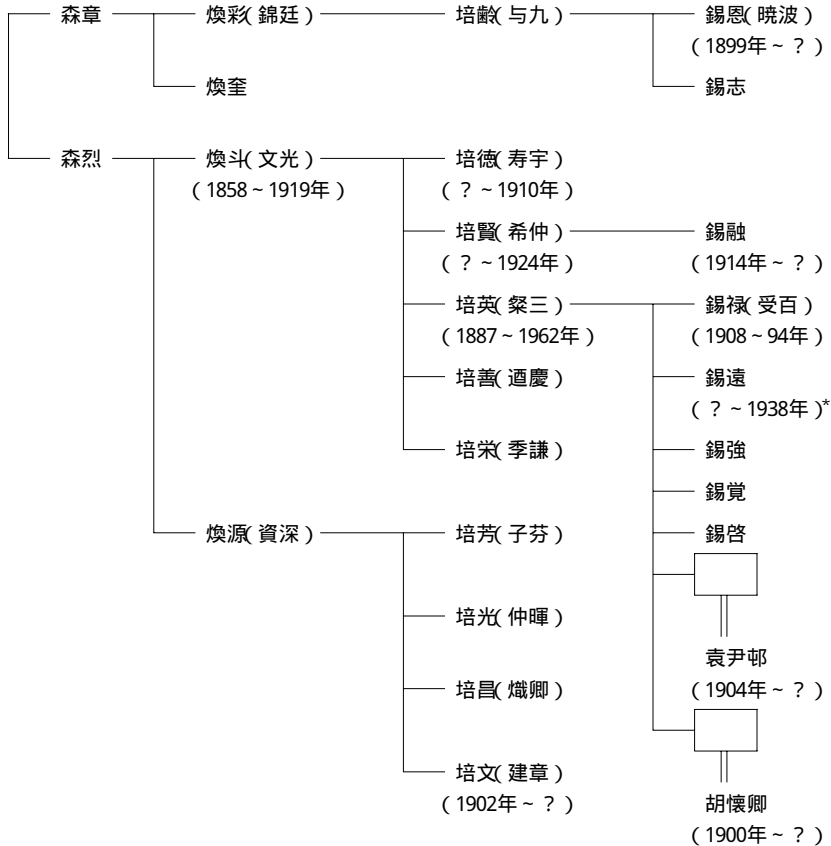 森章 煥彩(錦廷) 培齢(与九) 錫恩(暁波)
(1899年~?)
煥奎 錫志
森烈 煥斗(文光) 培徳(寿宇)
(1858~1919年) (?~1910年)
培賢(希仲) 錫融
(?~1924年) (1914年~?)
培英(粲三) 錫禄(受百)
(1887~1962年) (1908~94年)
培善(遒慶) 錫遠
(?~1938年)*
培栄(季謙) 錫強
錫覚
煥源(資深) 培芳(子芬) 錫啓
培光(仲暉)
袁尹邨
培昌(熾卿) (1904年~?)
培文(建章)
(1902年~?) 胡懐卿
(1900年~?)